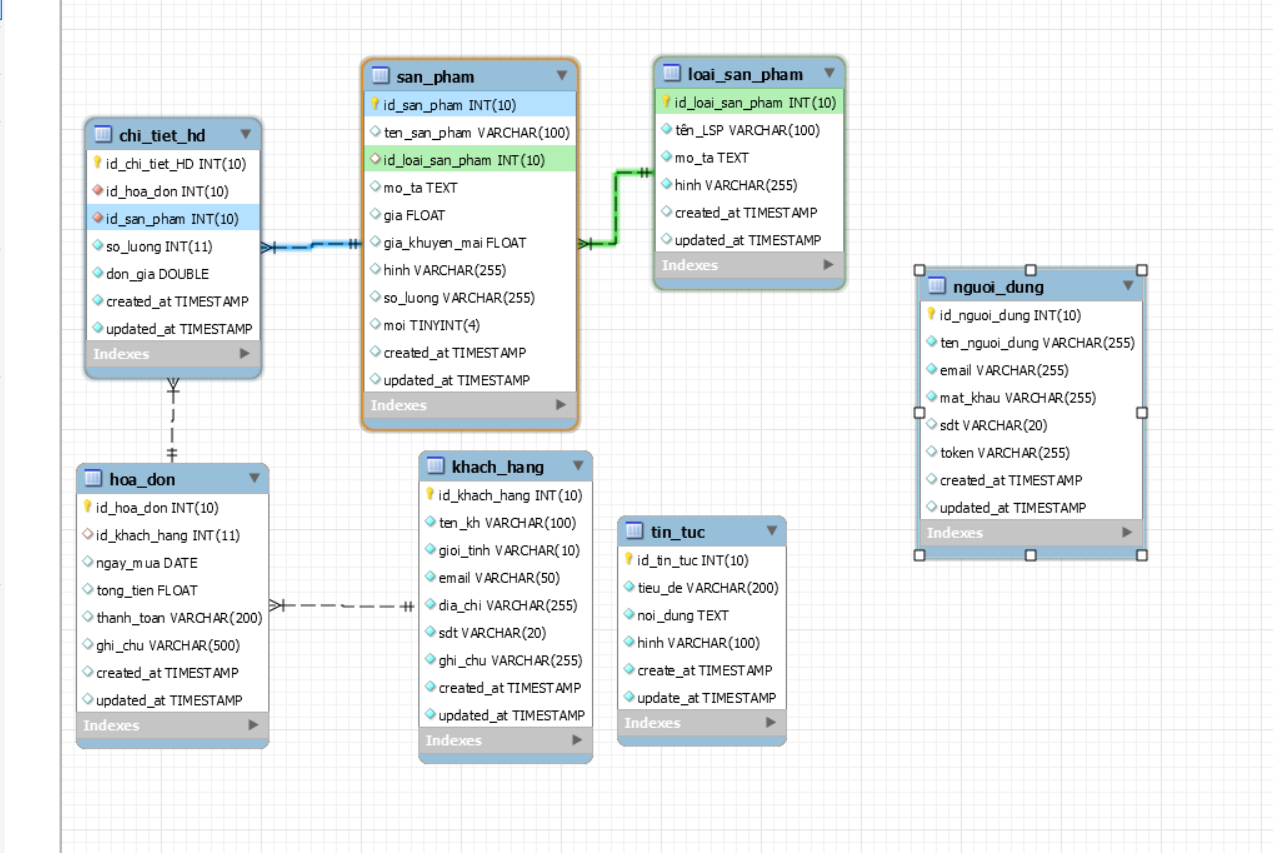 chi_tiet_hd
id_chi_tiet_HD INT(10)
id_hoa_don INT(10)
id_san_pham INT(10)
so_luong INT(11)
don_gia DOUBLE
created_at TIMESTAMP
updated_at TIMESTAMP
Indexes
san_pham
id_san_pham INT(10)
ten_san_pham VARCHAR(100)
id_loai_san_pham INT(10)
mo_ta TEXT
gia FLOAT
gia_khuyen_mai FLOAT
hinh VARCHAR(255)
so_luong VARCHAR(255)
moi TINYINT(4)
created_at TIMESTAMP
updated_at TIMESTAMP
Indexes
loai_san_pham
id_loai_san_pham INT(10)
tên_LSP VARCHAR(100)
mo_ta TEXT
hinh VARCHAR(255)
created_at TIMESTAMP
updated_at TIMESTAMP
Indexes
nguoi_dung
id_nguoi_dung INT(10)
ten_nguoi_dung VARCHAR(255)
email VARCHAR(255)
mat_khau VARCHAR(255)
sdt VARCHAR(20)
token VARCHAR(255)
created_at TIMESTAMP
updated_at TIMESTAMP
Indexes
hoa_don
id_hoa_don INT(10)
id_khach_hang INT(11)
ngay_mua DATE
tong_tien FLOAT
thanh_toan VARCHAR(200)
ghi_chu VARCHAR(500)
created_at TIMESTAMP
updated_at TIMESTAMP
Indexes
khach_hang
id_khach_hang INT(10)
ten_kh VARCHAR(100)
gioi_tinh VARCHAR(10)
email VARCHAR(50)
dia_chi VARCHAR(255)
sdt VARCHAR(20)
ghi_chu VARCHAR(255)
created_at TIMESTAMP
updated_at TIMESTAMP
Indexes
tin_tuc
id_tin_tuc INT(10)
tieu_de VARCHAR(200)
noi_dung TEXT
hinh VARCHAR(100)
create_at TIMESTAMP
update_at TIMESTAMP
Indexes